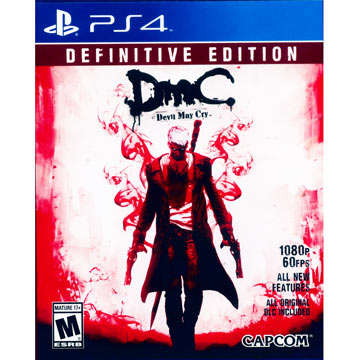 PS4
DEFINITIVE EDITION
DmC
Devil May Cry
1080p
60FPS
ALL NEW
FEATURES
ALL ORIGINAL
DLC INCLUDED
MATURE 17+
M
ESRB
CAPCOM